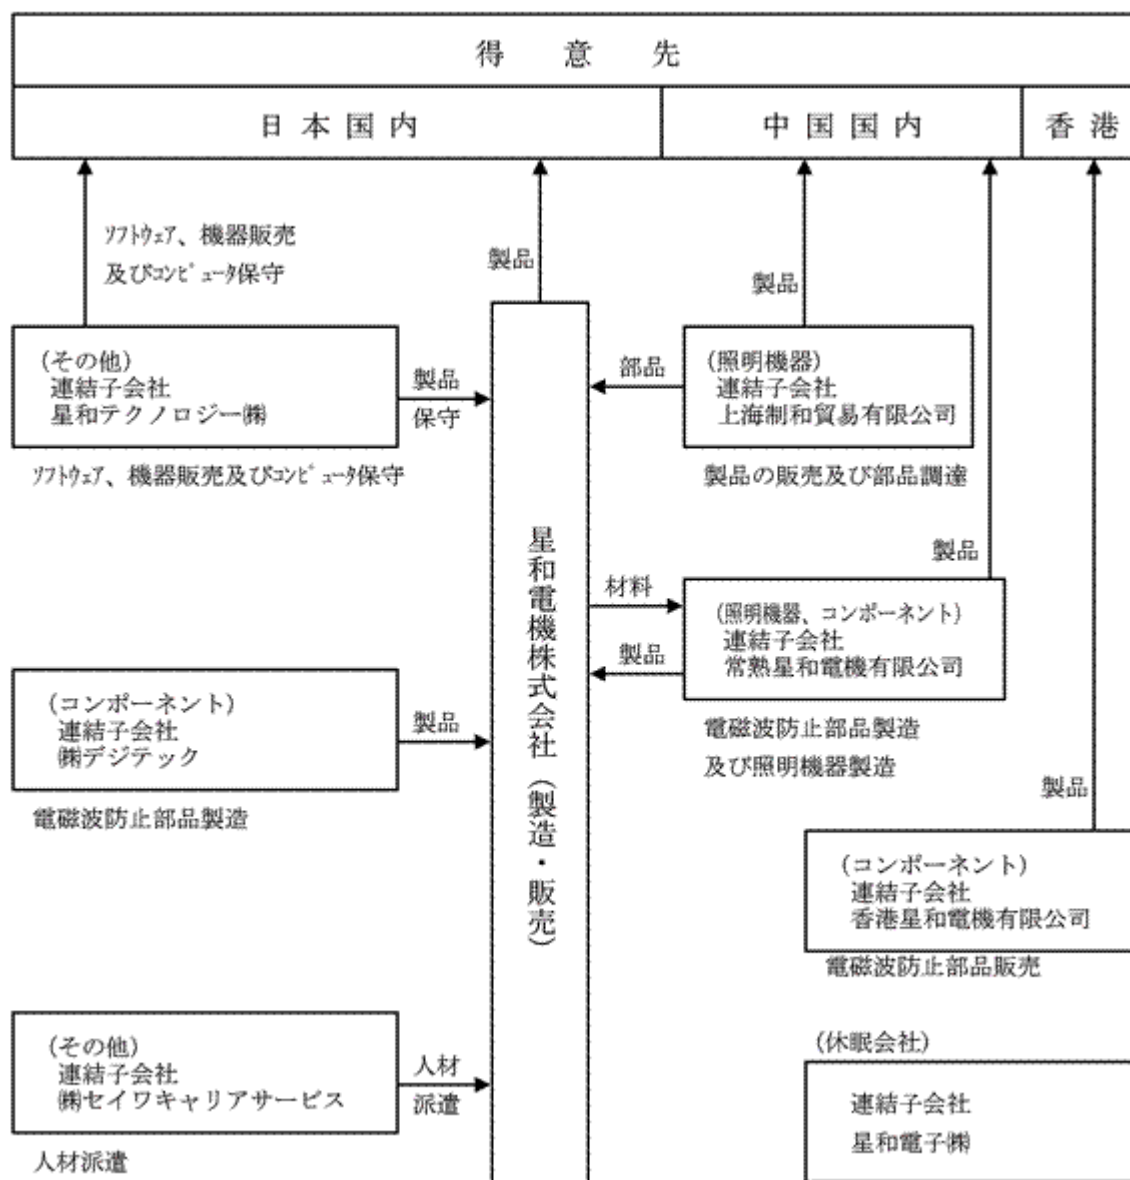 得意先
日本国内
中国国内
香港
ソフトウェア、機器販売
及びコンピュータ保守
製品
製品
(その他)
連結子会社
星和テクノロジー㈱
製品
保守
ソフトウェア、機器販売及びコンピュータ保守
部品
(照明機器)
連結子会社
上海制和貿易有限公司
製品の販売及び部品調達
星和電機株式会社(製造・販売)
製品
材料
製品
(照明機器、コンポーネント)
連結子会社
常熟星和電機有限公司
電磁波防止部品製造
及び照明機器製造
(コンポーネント)
連結子会社
㈱デジテック
製品
電磁波防止部品製造
製品
(コンポーネント)
連結子会社
香港星和電機有限公司
電磁波防止部品販売
(その他)
連結子会社
㈱セイワキャリアサービス
人材
派遣
人材派遣
(休眠会社)
連結子会社
星和電子㈱